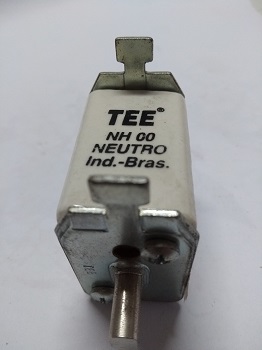 TEE®
NH 00
NEUTRO
Ind.-Bras.